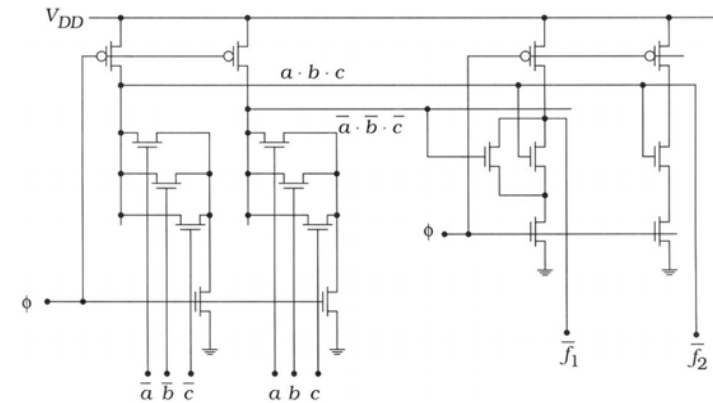 V_DD
a · b · c
a̅ · b̅ · c̅
ϕ
ϕ
f̅₁
f̅₂
a̅ b̅ c̅ a b c